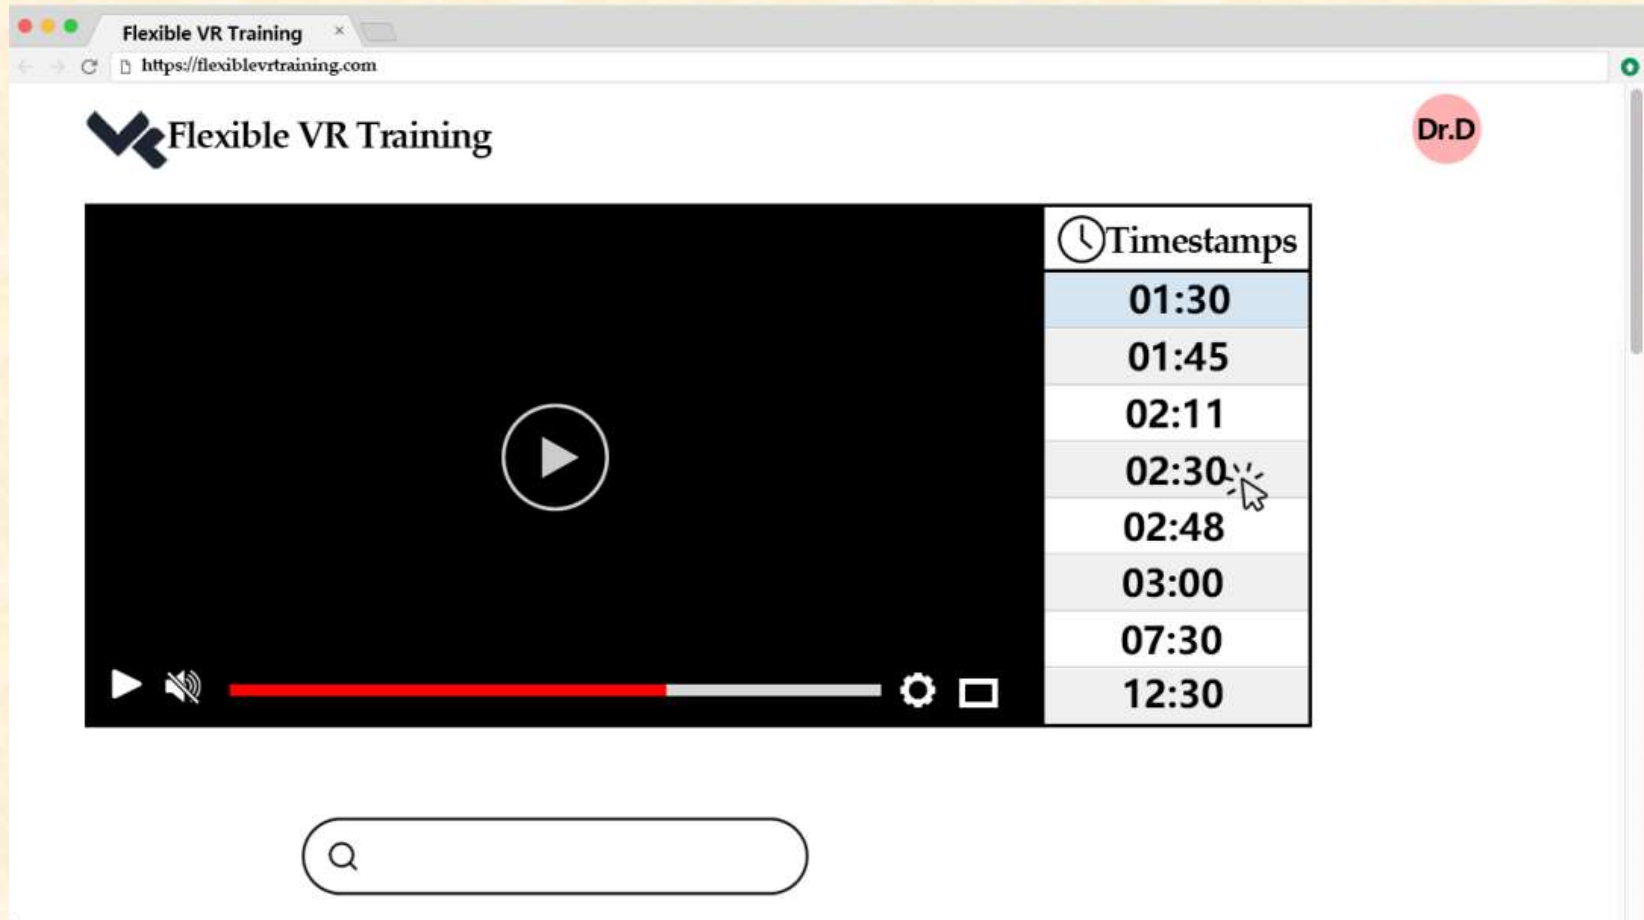 Flexible VR Training
https://flexiblevrtraining.com
Flexible VR Training
Dr.D
Timestamps
01:30
01:45
02:11
02:30
02:48
03:00
07:30
12:30